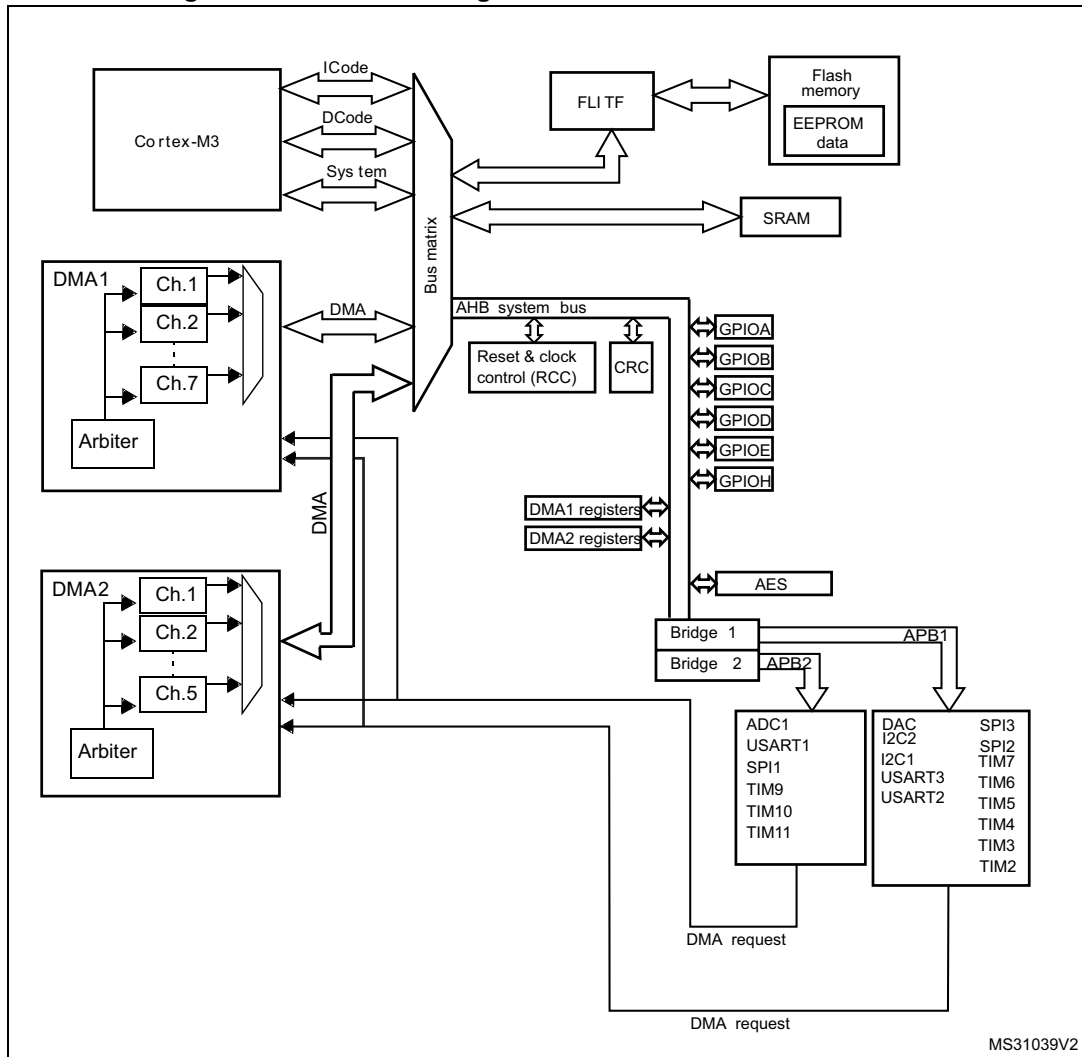 ICode
Cortex-M3
DCode
System
Bus matrix
FLITF
Flash
memory
EEPROM
data
SRAM
DMA1
Ch.1
Ch.2
Ch.7
Arbiter
DMA
AHB system bus
Reset & clock
control (RCC)
CRC
GPIOA
GPIOB
GPIOC
GPIOD
GPIOE
GPIOH
DMA
DMA1 registers
DMA2 registers
AES
DMA2
Ch.1
Ch.2
Ch.5
Arbiter
Bridge 1
Bridge 2
APB1
APB2
ADC1
USART1
SPI1
TIM9
TIM10
TIM11
DAC
I2C2
I2C1
USART3
USART2
SPI3
SPI2
TIM7
TIM6
TIM5
TIM4
TIM3
TIM2
DMA request
DMA request
MS31039V2